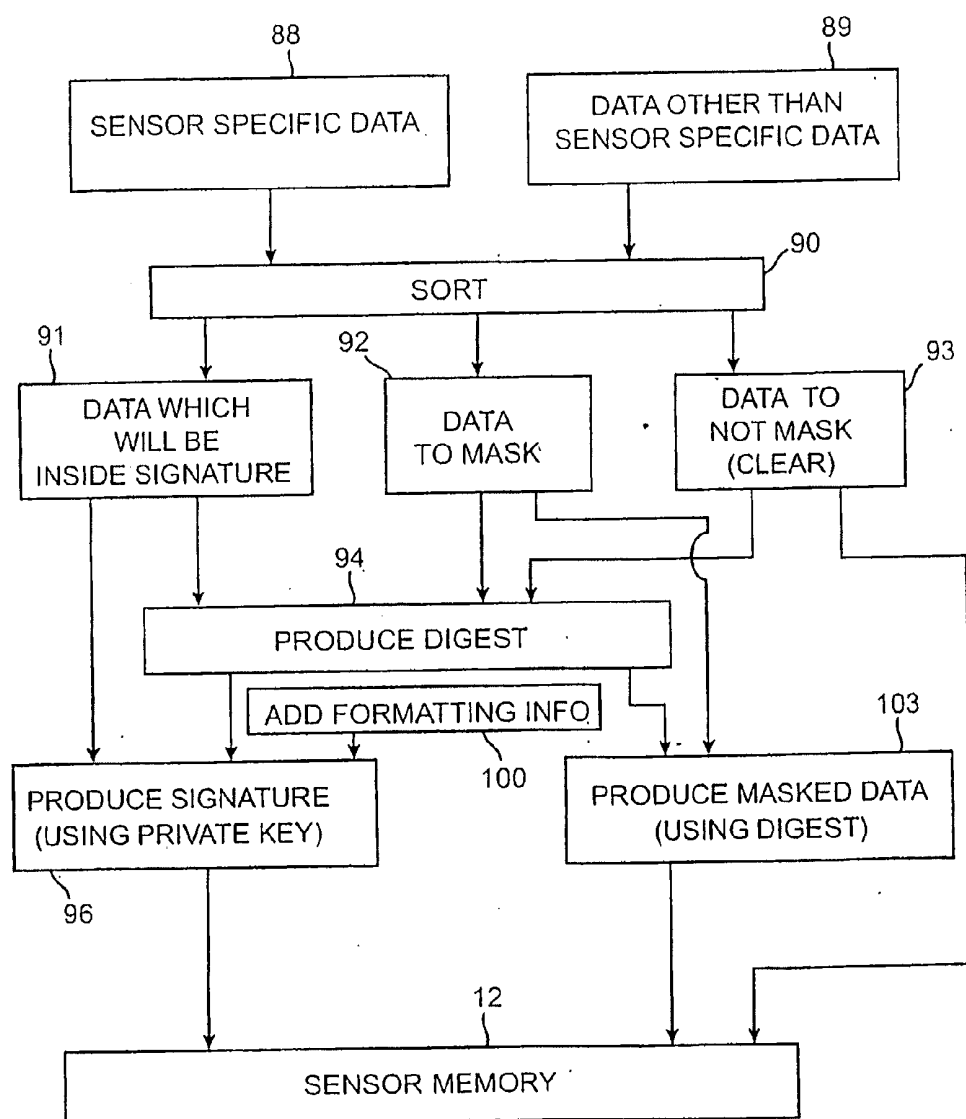 88
89
SENSOR SPECIFIC DATA
DATA OTHER THAN
SENSOR SPECIFIC DATA
90
SORT
91
92
93
DATA WHICH
WILL BE
INSIDE SIGNATURE
DATA
TO MASK
DATA TO
NOT MASK
(CLEAR)
94
PRODUCE DIGEST
ADD FORMATTING INFO
100
103
PRODUCE SIGNATURE
(USING PRIVATE KEY)
PRODUCE MASKED DATA
(USING DIGEST)
96
12
SENSOR MEMORY